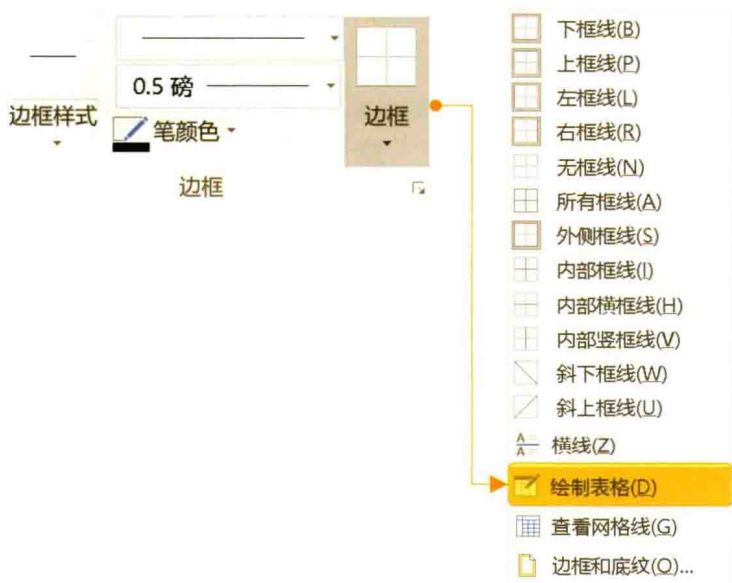 0.5 磅
边框样式
笔颜色
边框
边框
下框线(B)
上框线(P)
左框线(L)
右框线(R)
无框线(N)
所有框线(A)
外侧框线(S)
内部框线(I)
内部横框线(H)
内部竖框线(V)
斜下框线(W)
斜上框线(U)
横线(Z)
绘制表格(D)
查看网格线(G)
边框和底纹(O)...